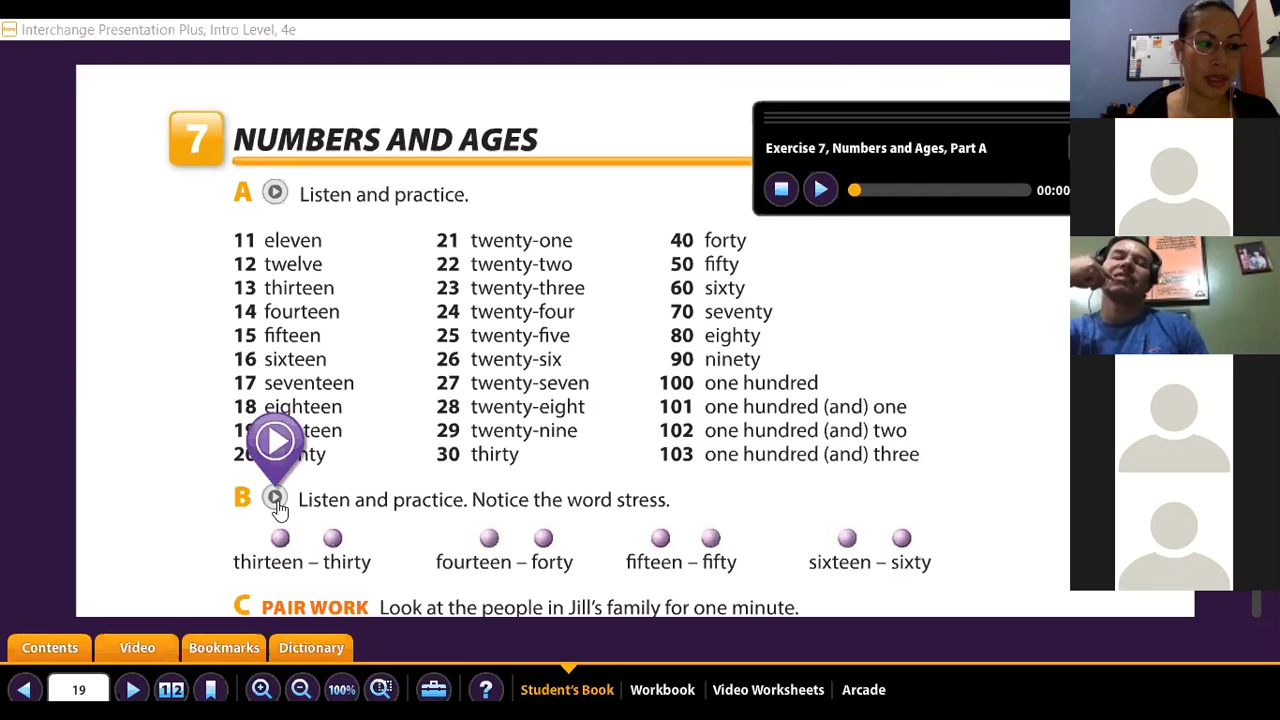 Interchange Presentation Plus, Intro Level, 4e
7 NUMBERS AND AGES
Exercise 7, Numbers and Ages, Part A
00:00
A Listen and practice.
11 eleven 21 twenty-one 40 forty
12 twelve 22 twenty-two 50 fifty
13 thirteen 23 twenty-three 60 sixty
14 fourteen 24 twenty-four 70 seventy
15 fifteen 25 twenty-five 80 eighty
16 sixteen 26 twenty-six 90 ninety
17 seventeen 27 twenty-seven 100 one hundred
18 eighteen 28 twenty-eight 101 one hundred (and) one
29 twenty-nine 102 one hundred (and) two
30 thirty 103 one hundred (and) three
B Listen and practice. Notice the word stress.
thirteen – thirty fourteen – forty fifteen – fifty sixteen – sixty
C PAIR WORK Look at the people in Jill's family for one minute.
Contents Video Bookmarks Dictionary
19 12 100% ? Student's Book Workbook Video Worksheets Arcade